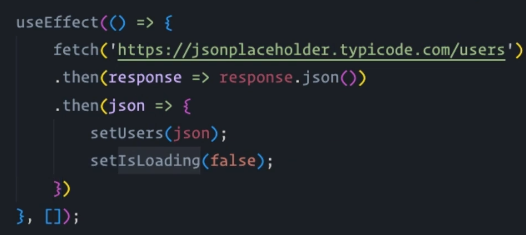 useEffect(() => {
    fetch('https://jsonplaceholder.typicode.com/users')
    .then(response => response.json())
    .then(json => {
        setUsers(json);
        setIsLoading(false);
    })
}, []);